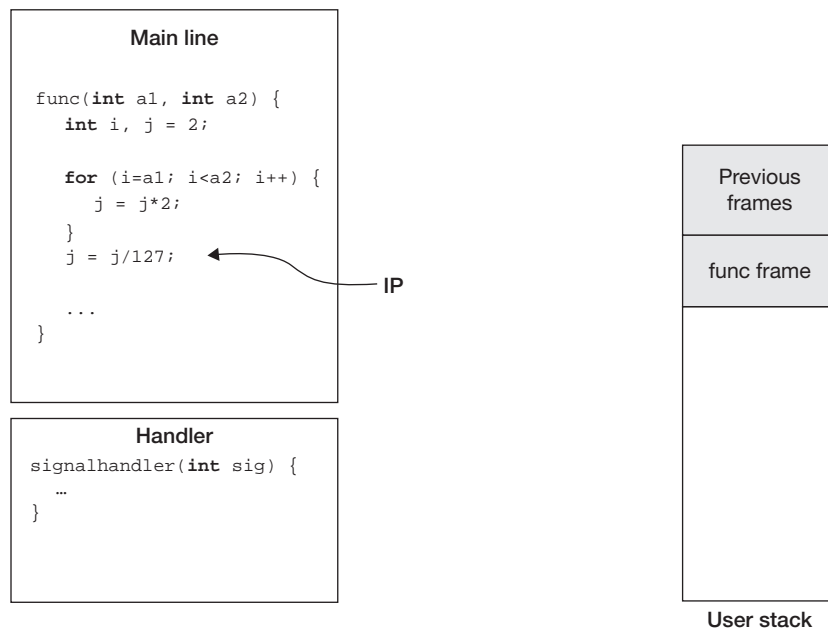 Main line
func(int a1, int a2) {
int i, j = 2;
for (i=a1; i<a2; i++) {
j = j*2;
}
j = j/127;
...
}
IP
Handler
signalhandler(int sig) {
…
}
Previous
frames
func frame
User stack